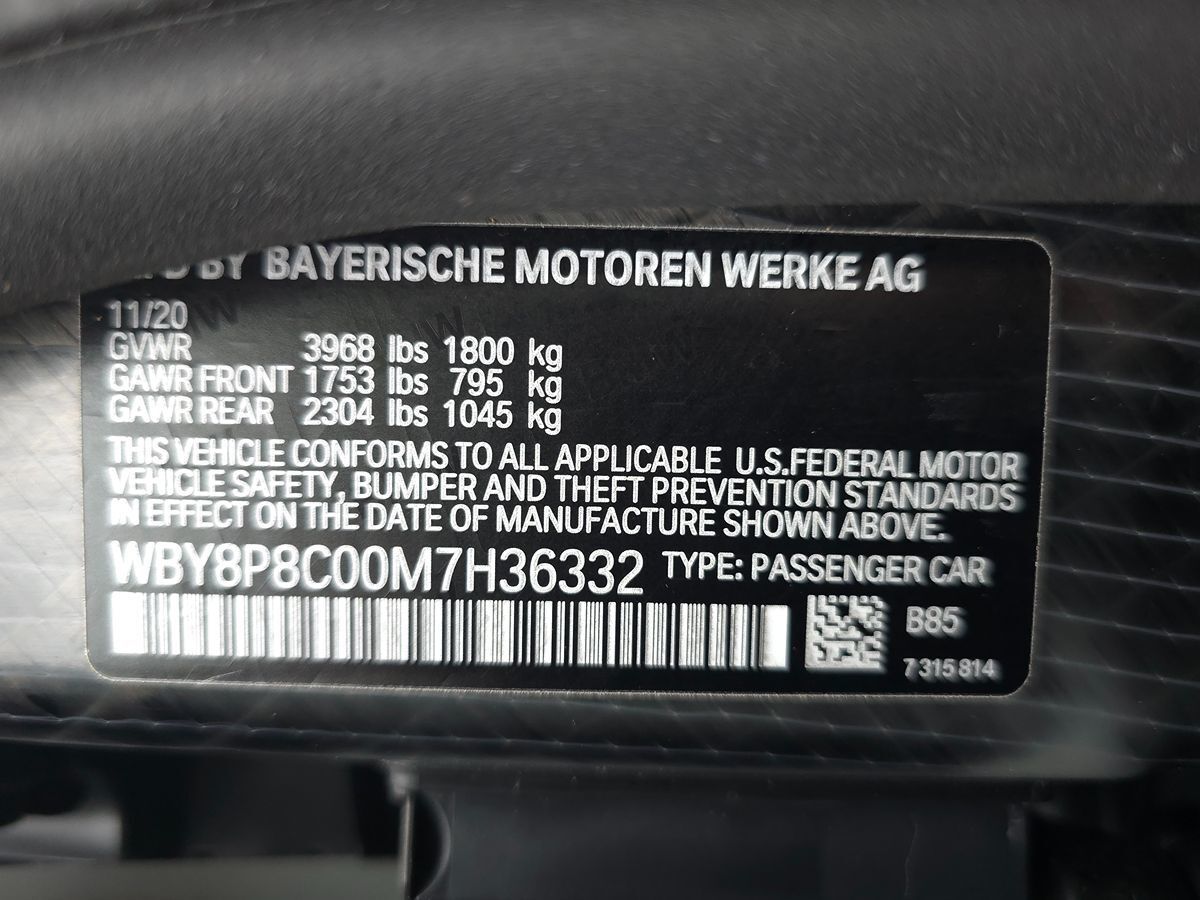 BY BAYERISCHE MOTOREN WERKE AG
11/20
GVWR 3968 lbs 1800 kg
GAWR FRONT 1753 lbs 795 kg
GAWR REAR 2304 lbs 1045 kg
THIS VEHICLE CONFORMS TO ALL APPLICABLE U.S.FEDERAL MOTOR
VEHICLE SAFETY, BUMPER AND THEFT PREVENTION STANDARDS
IN EFFECT ON THE DATE OF MANUFACTURE SHOWN ABOVE.
WBY8P8C00M7H36332 TYPE: PASSENGER CAR
B85
7 315 814